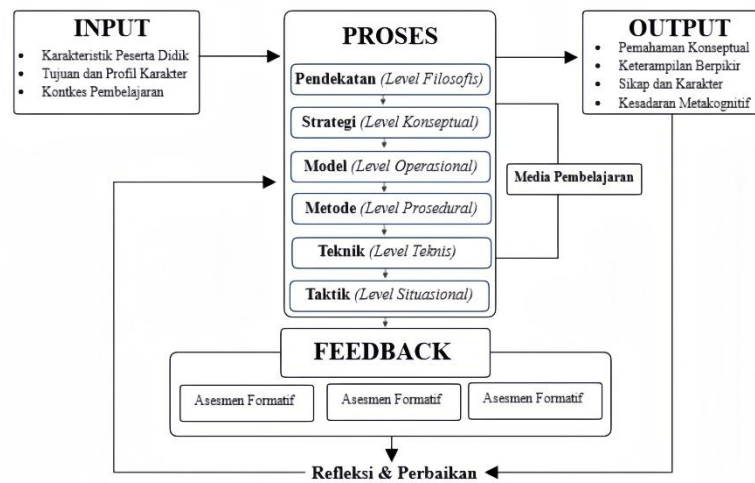 INPUT
• Karakteristik Peserta Didik
• Tujuan dan Profil Karakter
• Kontkes Pembelajaran
PROSES
Pendekatan (Level Filosofis)
Strategi (Level Konseptual)
Model (Level Operasional)
Metode (Level Prosedural)
Teknik (Level Teknis)
Taktik (Level Situasional)
Media Pembelajaran
OUTPUT
• Pemahaman Konseptual
• Keterampilan Berpikir
• Sikap dan Karakter
• Kesadaran Metakognitif
FEEDBACK
Asesmen Formatif
Asesmen Formatif
Asesmen Formatif
Refleksi & Perbaikan